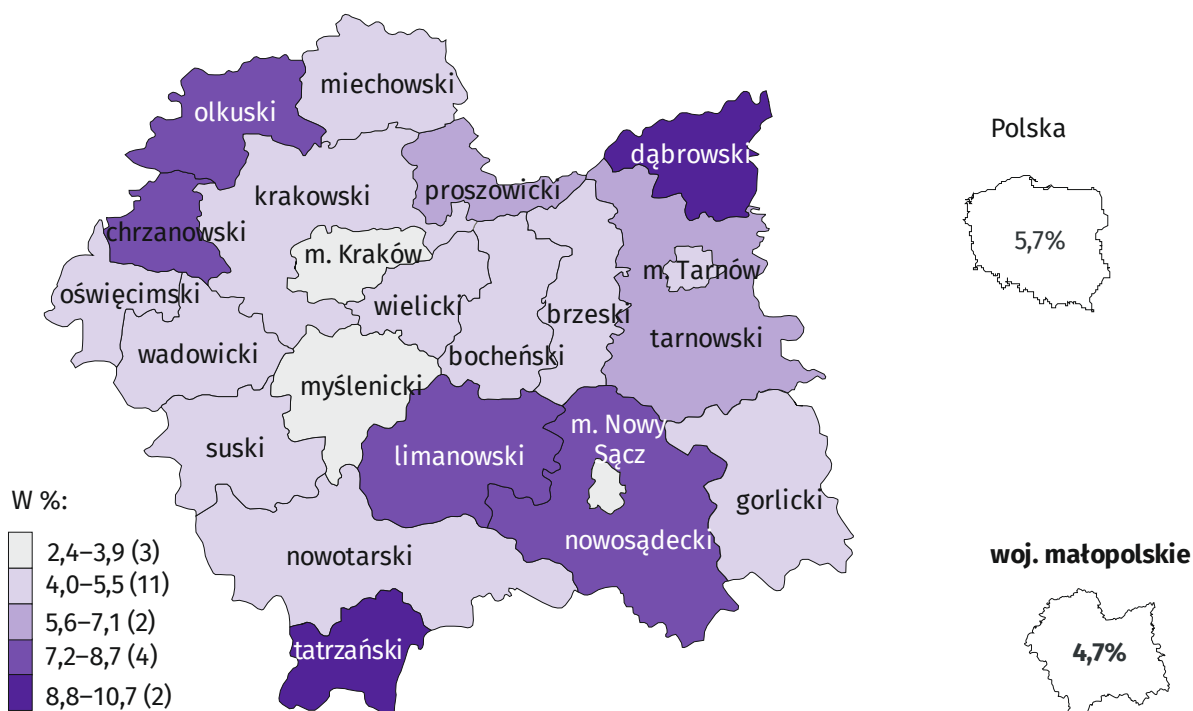 miechowski
olkuski
dąbrowski
krakowski
proszowicki
chrzanowski
m. Kraków
m. Tarnów
oświęcimski
wielicki
brzeski
wadowicki
bocheński
tarnowski
myślenicki
suski
limanowski
m. Nowy
Sącz
gorlicki
nowotarski
nowosądecki
tatrzański
W %:
2,4–3,9 (3)
4,0–5,5 (11)
5,6–7,1 (2)
7,2–8,7 (4)
8,8–10,7 (2)
Polska
5,7%
woj. małopolskie
4,7%